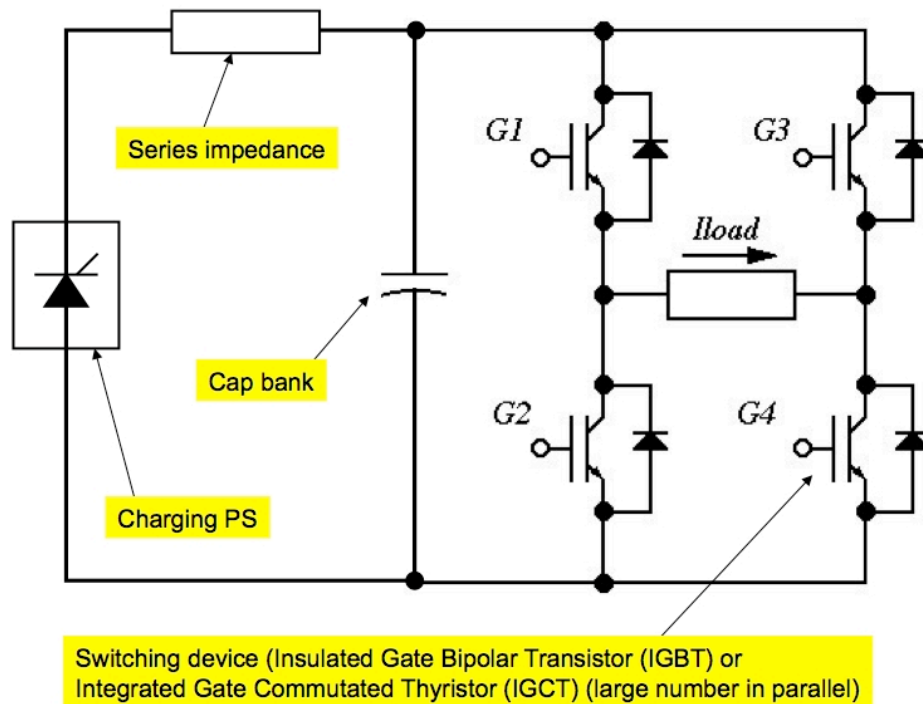 Series impedance
G1
G3
Iload
Cap bank
G2
G4
Charging PS
Switching device (Insulated Gate Bipolar Transistor (IGBT) or
Integrated Gate Commutated Thyristor (IGCT) (large number in parallel)